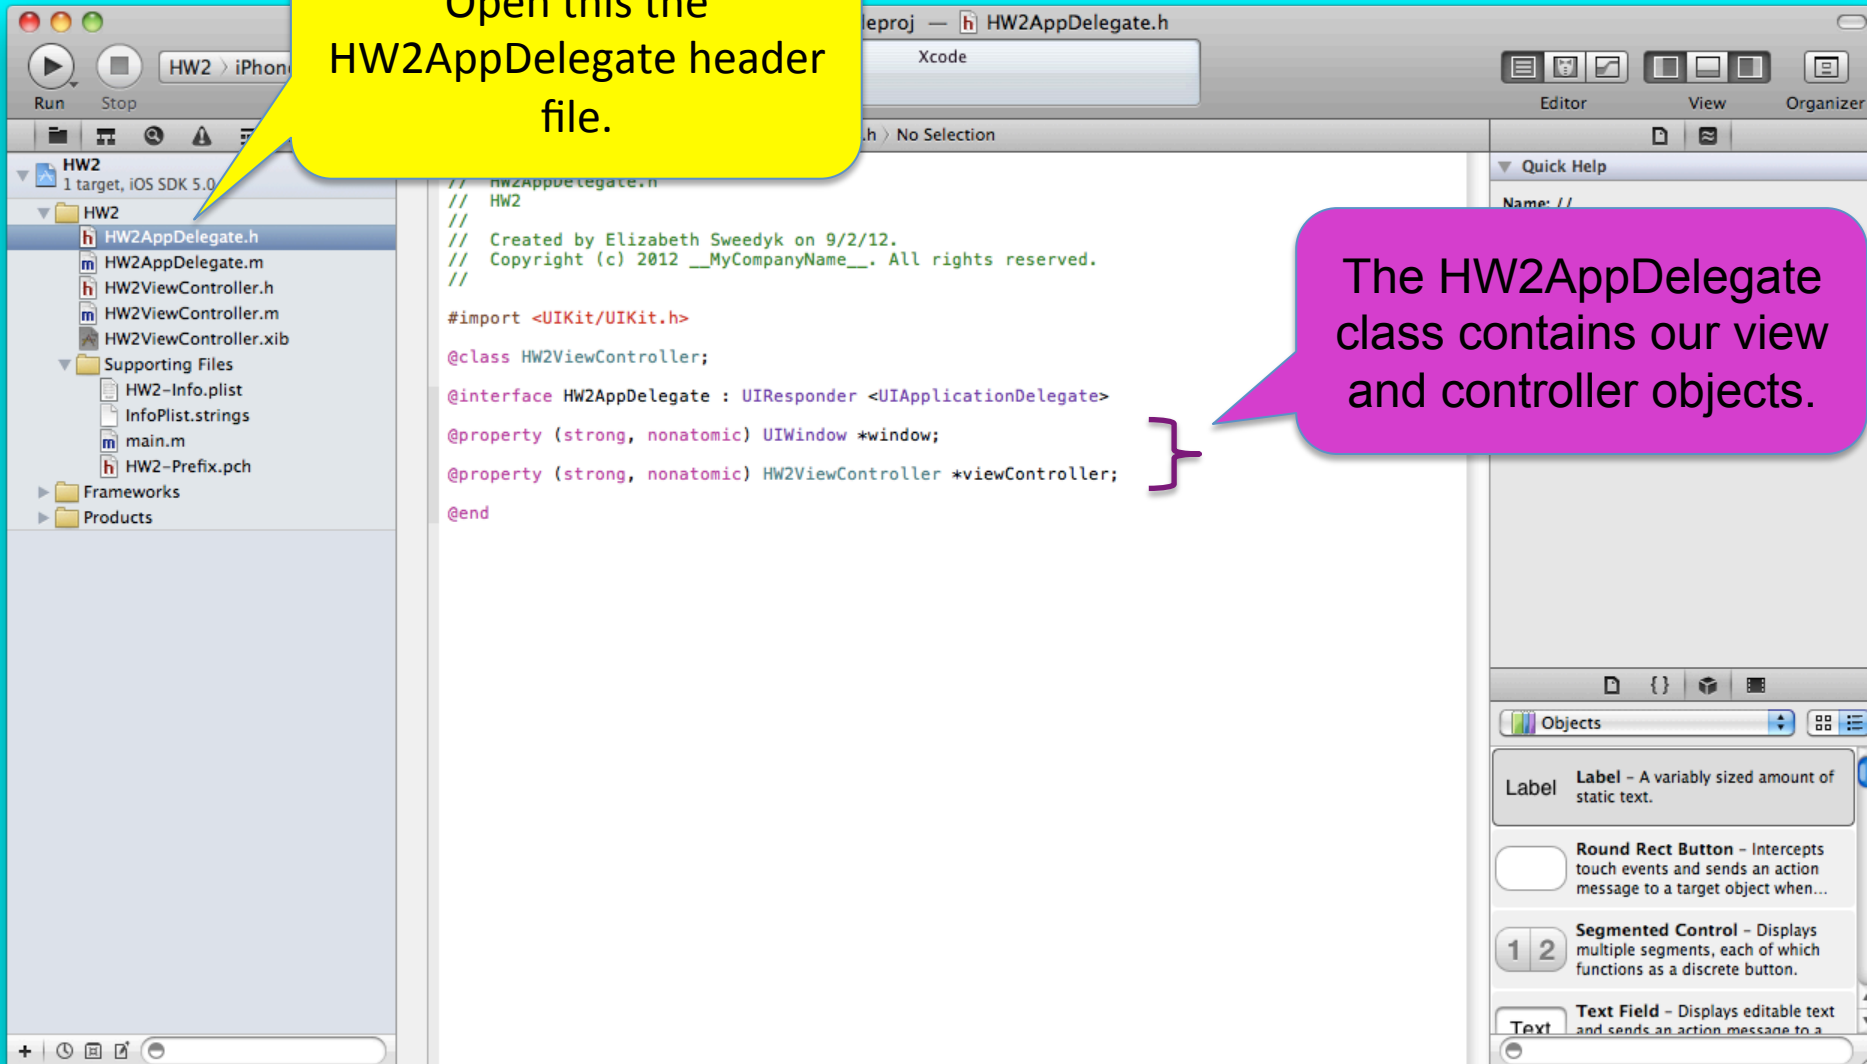 Open this the
HW2AppDelegate header
file.
leproj — h HW2AppDelegate.h
Xcode
HW2 › iPhon
Run Stop
Editor View Organizer
.h › No Selection
HW2
1 target, iOS SDK 5.0
HW2
h HW2AppDelegate.h
m HW2AppDelegate.m
h HW2ViewController.h
m HW2ViewController.m
HW2ViewController.xib
Supporting Files
HW2-Info.plist
InfoPlist.strings
m main.m
h HW2-Prefix.pch
Frameworks
Products
// HW2AppDelegate.h
// HW2
//
// Created by Elizabeth Sweedyk on 9/2/12.
// Copyright (c) 2012 __MyCompanyName__. All rights reserved.
//
#import <UIKit/UIKit.h>
@class HW2ViewController;
@interface HW2AppDelegate : UIResponder <UIApplicationDelegate>
@property (strong, nonatomic) UIWindow *window;
@property (strong, nonatomic) HW2ViewController *viewController;
@end
Quick Help
Name: //
The HW2AppDelegate
class contains our view
and controller objects.
{}
Objects
Label
Label – A variably sized amount of
static text.
Round Rect Button – Intercepts
touch events and sends an action
message to a target object when...
1 2
Segmented Control – Displays
multiple segments, each of which
functions as a discrete button.
Text
Text Field – Displays editable text
and sends an action message to a